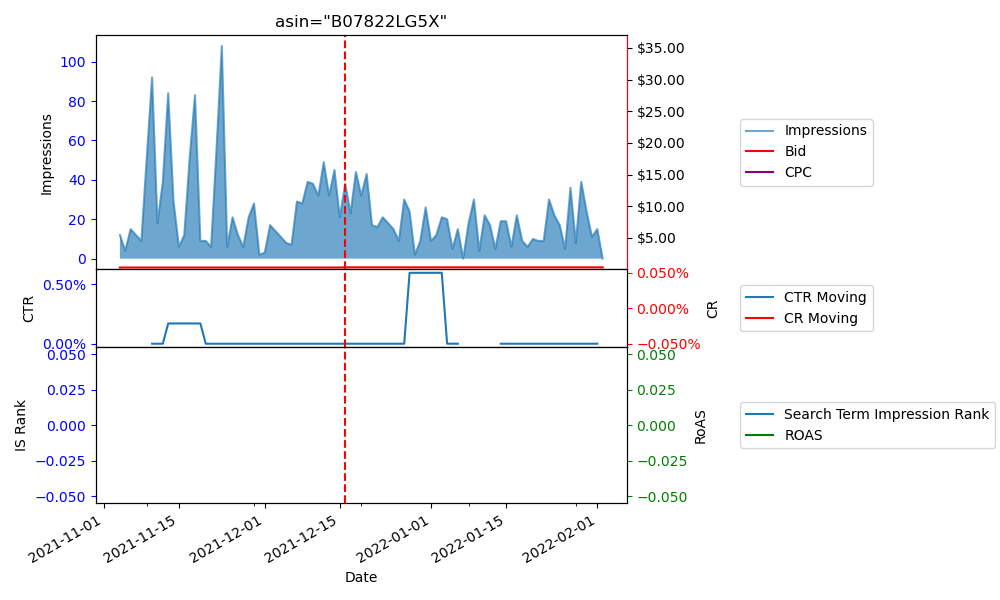 asin="B07822LG5X"
Impressions
100
80
60
40
20
0
$35.00
$30.00
$25.00
$20.00
$15.00
$10.00
$5.00
Impressions
Bid
CPC
CTR
0.50%
0.00%
0.050%
0.000%
−0.050%
CR
CTR Moving
CR Moving
IS Rank
0.050
0.025
0.000
−0.025
−0.050
0.050
0.025
0.000
−0.025
−0.050
RoAS
Search Term Impression Rank
ROAS
2021-11-01
2021-11-15
2021-12-01
2021-12-15
2022-01-01
2022-01-15
2022-02-01
Date